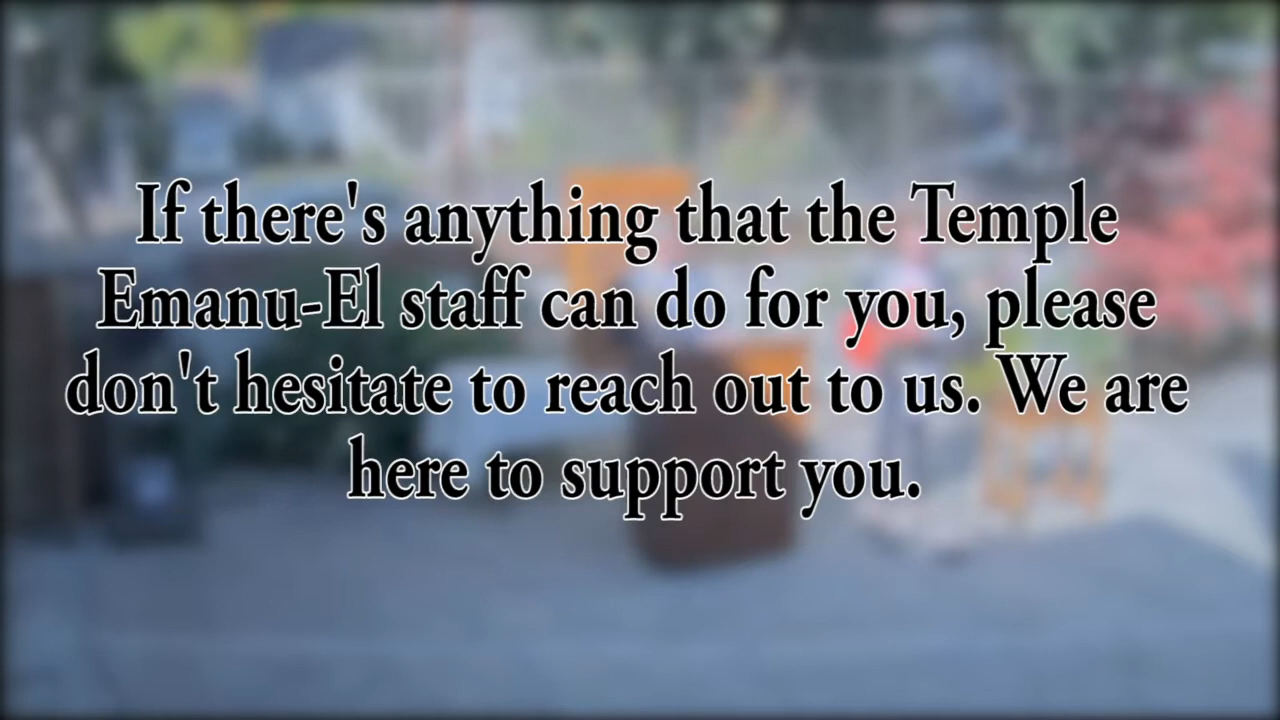 If there's anything that the Temple
Emanu-El staff can do for you, please
don't hesitate to reach out to us. We are
here to support you.